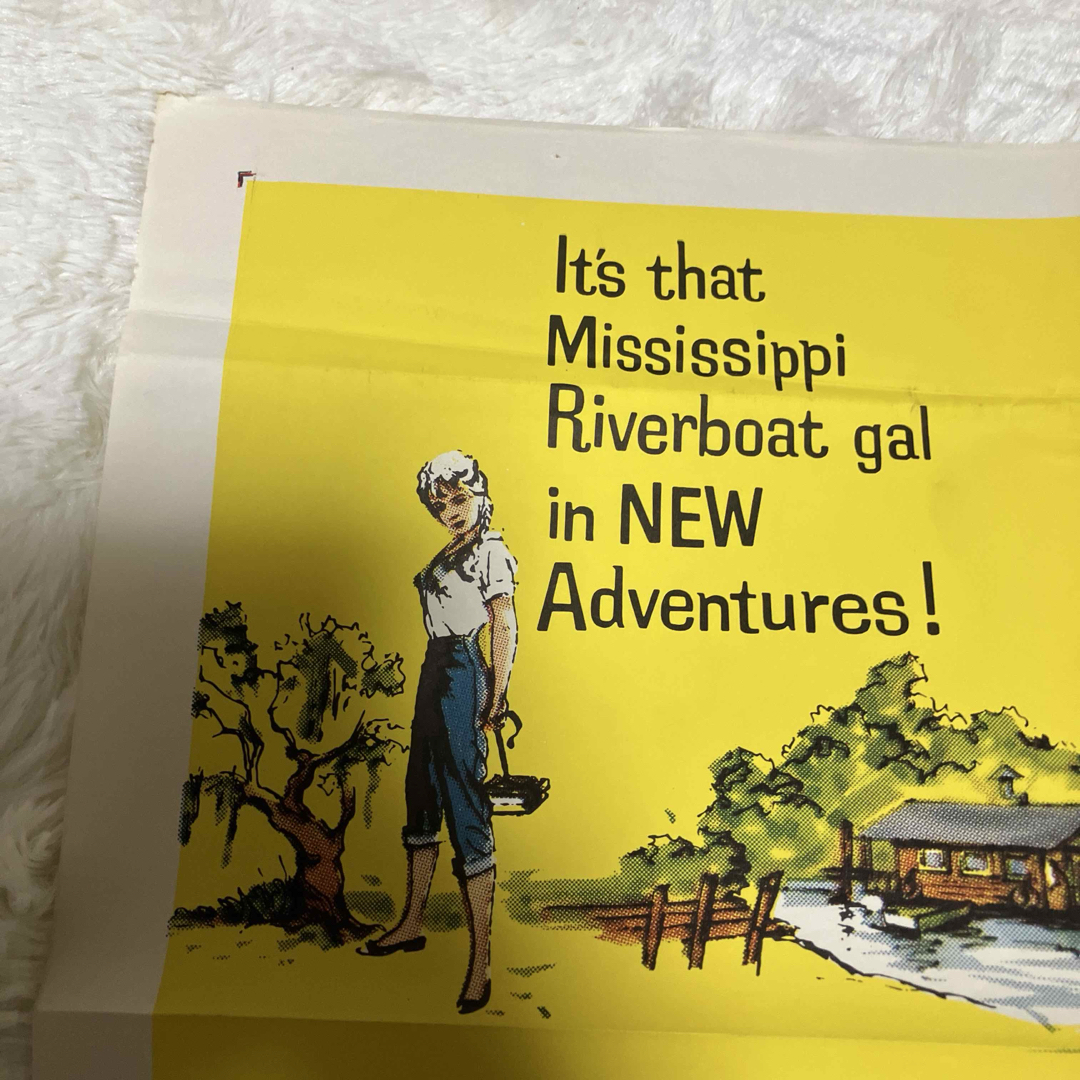 It's that
Mississippi
Riverboat gal
in NEW
Adventures!